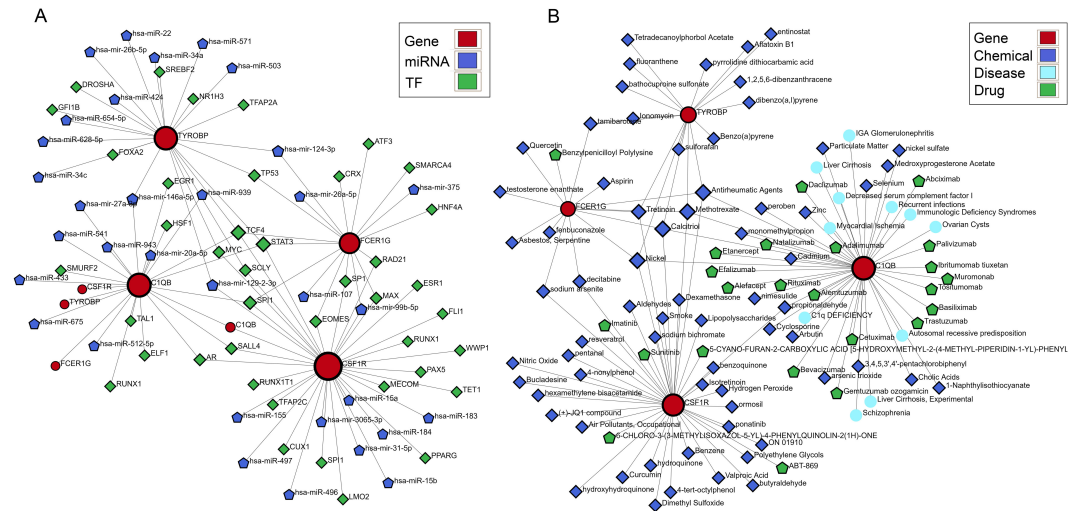 A
Gene
miRNA
TF
hsa-miR-22
hsa-mir-26b-5p
hsa-miR-571
hsa-miR-34a
SREBF2
hsa-miR-503
DROSHA
hsa-miR-424
NR1H3
TFAP2A
GFI1B
hsa-miR-654-5p
TYROBP
hsa-miR-628-5p
hsa-mir-124-3p
ATF3
FOXA2
SMARCA4
hsa-miR-34c
TP53
CRX
hsa-mir-375
EGR1
hsa-miR-939
hsa-mir-26a-5p
hsa-mir-146a-5p
hsa-mir-27a-3p
HNF4A
HSF1
TCF4
hsa-miR-541
STAT3
FCER1G
hsa-miR-943
MYC
hsa-mir-20a-5p
RAD21
SMURF2
SCLY
hsa-miR-433
SP1
ESR1
C1QB
hsa-mir-129-2-3p
CSF1R
hsa-mir-107
MAX
TYROBP
SPI1
hsa-mir-99b-5p
FLI1
hsa-miR-675
TAL1
C1QB
EOMES
RUNX1
hsa-miR-512-5p
SALL4
WWP1
ELF1
AR
FCER1G
CSF1R
PAX5
RUNX1
RUNX1T1
MECOM
TET1
TFAP2C
hsa-miR-16a
hsa-miR-155
hsa-miR-183
hsa-mir-3065-3p
hsa-miR-184
CUX1
hsa-mir-31-5p
hsa-miR-497
SPI1
PPARG
hsa-miR-15b
hsa-miR-496
LMO2
B
Gene
Chemical
Disease
Drug
entinostat
Tetradecanoylphorbol Acetate
Aflatoxin B1
fluoranthene
pyrrolidine dithiocarbamic acid
bathocuproine sulfonate
1,2,5,6-dibenzanthracene
dibenzo(a,l)pyrene
Ionomycin
TYROBP
tamibarotene
Benzo(a)pyrene
IGA Glomerulonephritis
Quercetin
sulforafan
Particulate Matter
nickel sulfate
Benzylpenicilloyl Polylysine
Liver Cirrhosis
Medroxyprogesterone Acetate
Aspirin
Daclizumab
Selenium
Abciximab
testosterone enanthate
Antirheumatic Agents
Decreased serum complement factor I
FCER1G
Tretinoin
Methotrexate
peroben
Zinc
Recurrent infections
Immunologic Deficiency Syndromes
fenbuconazole
Calcitriol
monomethylpropion
Myocardial Ischemia
Ovarian Cysts
Asbestos, Serpentine
Etanercept
Natalizumab
Adalimumab
Palivizumab
Nickel
Cadmium
Efalizumab
C1QB
Ibritumomab tiuxetan
decitabine
Alefacept
Rituximab
Muromonab
sodium arsenite
Dexamethasone
nimesulide
Alemtuzumab
Tositumomab
Aldehydes
propionaldehyde
Basiliximab
Smoke
Lipopolysaccharides
C1q DEFICIENCY
Imatinib
Cyclosporine
Trastuzumab
resveratrol
sodium bichromate
Arbutin
Cetuximab
Autosomal recessive predisposition
pentanal
Sunitinib
5-CYANO-FURAN-2-CARBOXYLIC ACID [5-HYDROXYMETHYL-2-(4-METHYL-PIPERIDIN-1-YL)-PHENYL
Nitric Oxide
benzoquinone
Bevacizumab
3,4,5,3',4'-pentachlorobiphenyl
4-nonylphenol
arsenic trioxide
Bucladesine
Isotretinoin
Cholic Acids
hexamethylene bisacetamide
Hydrogen Peroxide
Gemtuzumab ozogamicin
1-Naphthylisothiocyanate
CSF1R
ormosil
Liver Cirrhosis, Experimental
(+)-JQ1 compound
Schizophrenia
Air Pollutants, Occupational
ponatinib
6-CHLORO-3-(3-METHYLISOXAZOL-5-YL)-4-PHENYLQUINOLIN-2(1H)-ONE
ON 01910
Benzene
Polyethylene Glycols
hydroquinone
ABT-869
Curcumin
Valproic Acid
hydroxyhydroquinone
4-tert-octylphenol
butyraldehyde
Dimethyl Sulfoxide